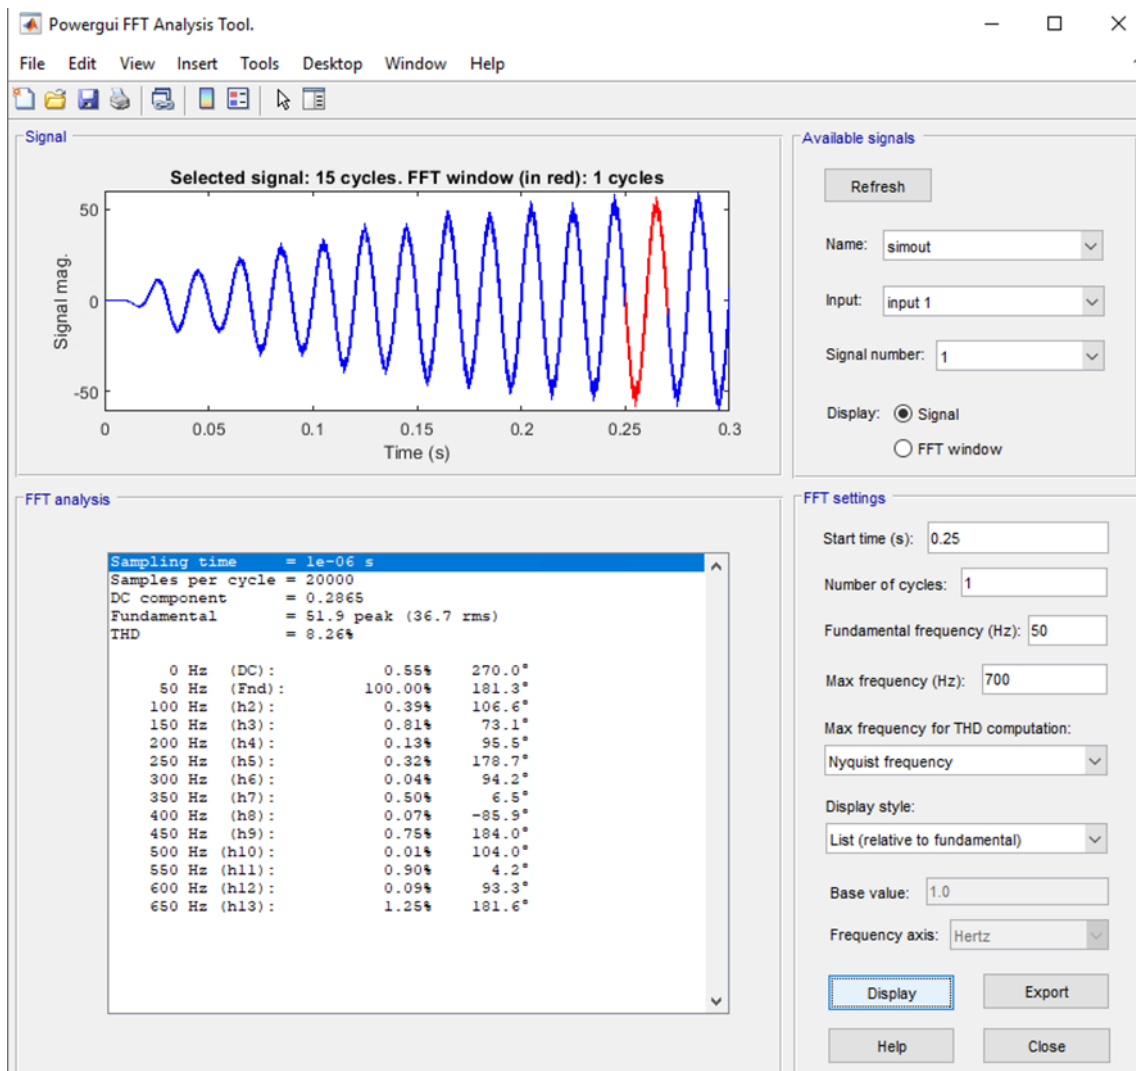 Powergui FFT Analysis Tool.
File Edit View Insert Tools Desktop Window Help
Signal
Selected signal: 15 cycles. FFT window (in red): 1 cycles
50
0
-50
Signal mag.
0 0.05 0.1 0.15 0.2 0.25 0.3
Time (s)
Available signals
Refresh
Name: simout
Input: input 1
Signal number: 1
Display: Signal
FFT window
FFT analysis
Sampling time = 1e-06 s
Samples per cycle = 20000
DC component = 0.2865
Fundamental = 51.9 peak (36.7 rms)
THD = 8.26%
0 Hz (DC): 0.55% 270.0°
50 Hz (Fnd): 100.00% 181.3°
100 Hz (h2): 0.39% 106.6°
150 Hz (h3): 0.81% 73.1°
200 Hz (h4): 0.13% 95.5°
250 Hz (h5): 0.32% 178.7°
300 Hz (h6): 0.04% 94.2°
350 Hz (h7): 0.50% 6.5°
400 Hz (h8): 0.07% -85.9°
450 Hz (h9): 0.75% 184.0°
500 Hz (h10): 0.01% 104.0°
550 Hz (h11): 0.90% 4.2°
600 Hz (h12): 0.09% 93.3°
650 Hz (h13): 1.25% 181.6°
FFT settings
Start time (s): 0.25
Number of cycles: 1
Fundamental frequency (Hz): 50
Max frequency (Hz): 700
Max frequency for THD computation:
Nyquist frequency
Display style:
List (relative to fundamental)
Base value: 1.0
Frequency axis: Hertz
Display Export
Help Close